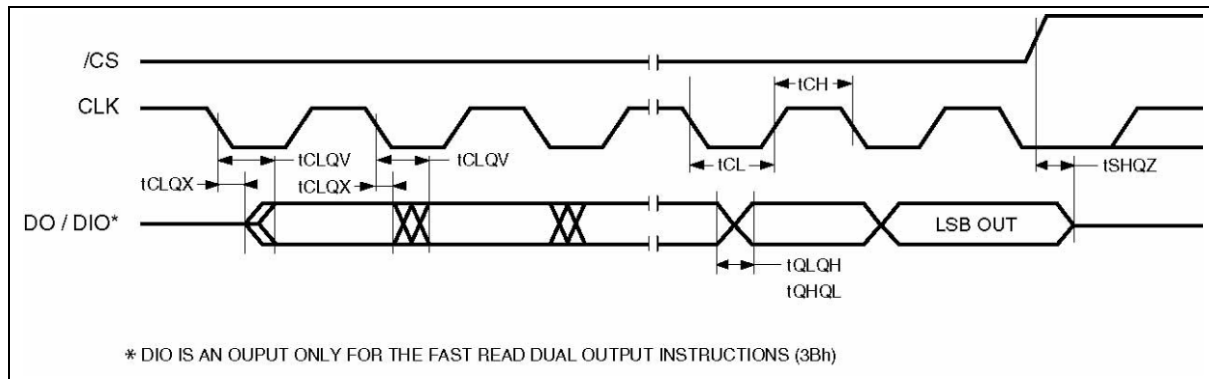 /CS
CLK
tCH
tCLQV
tCLQV
tCL
tSHQZ
tCLQX
tCLQX
DO / DIO*
LSB OUT
tQLQH
tQHQL
* DIO IS AN OUPUT ONLY FOR THE FAST READ DUAL OUTPUT INSTRUCTIONS (3Bh)